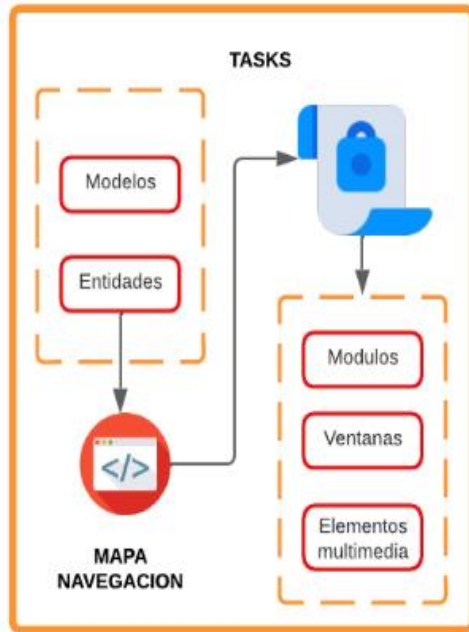 TASKS
Modelos
Entidades
</>
MAPA
NAVEGACION
Modulos
Ventanas
Elementos
multimedia